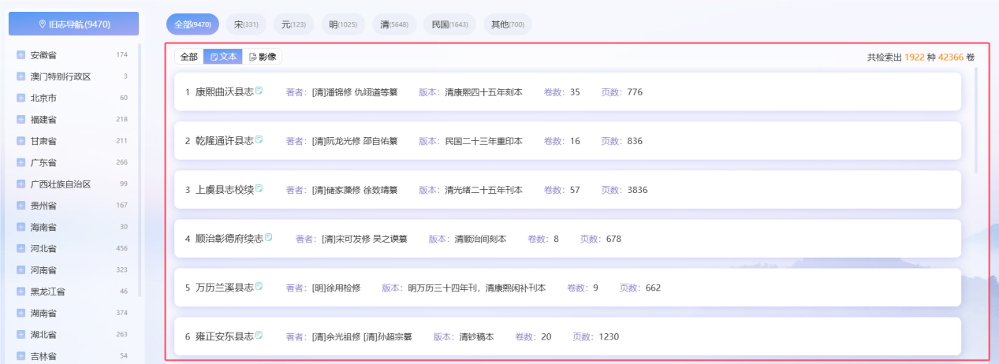 旧志导航(9470)
全部(9470) 宋(331) 元(123) 明(1025) 清(5648) 民国(1643) 其他(700)
安徽省 174
澳门特别行政区 3
北京市 60
福建省 218
甘肃省 211
广东省 266
广西壮族自治区 99
贵州省 167
海南省 30
河北省 456
河南省 323
黑龙江省 46
湖南省 374
湖北省 263
吉林省 54
全部 文本 影像
共检索出 1922 种 42366 卷
1 康熙曲沃县志 著者: [清]潘锦修 仇翊道等纂 版本: 清康熙四十五年刻本 卷数: 35 页数: 776
2 乾隆通许县志 著者: [清]阮龙光修 邵自佑纂 版本: 民国二十三年重印本 卷数: 16 页数: 836
3 上虞县志校续 著者: [清]储家藻修 徐致靖纂 版本: 清光绪二十五年刊本 卷数: 57 页数: 3836
4 顺治彰德府续志 著者: [清]宋可发修 吴之谟纂 版本: 清顺治间刻本 卷数: 8 页数: 678
5 万历兰溪县志 著者: [明]徐用检修 版本: 明万历三十四年刊，清康熙闲补刊本 卷数: 9 页数: 662
6 雍正安东县志 著者: [清]余光祖修 [清]孙超宗纂 版本: 清钞稿本 卷数: 20 页数: 1230